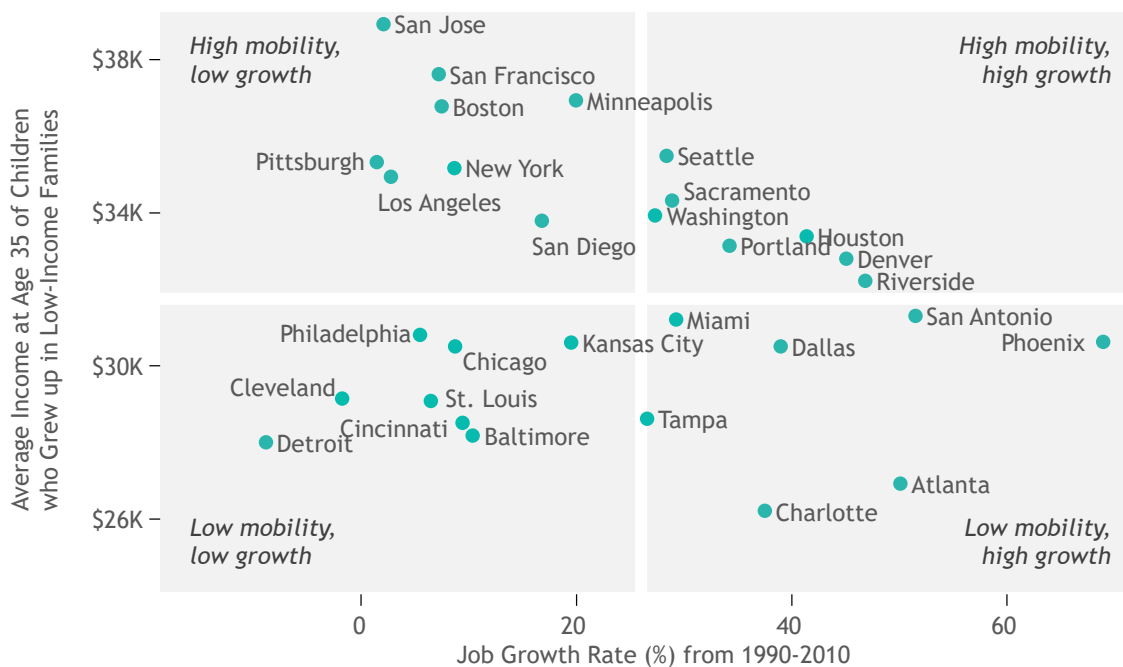 San Jose
High mobility,
low growth
High mobility,
high growth
$38K
San Francisco
Boston
Minneapolis
Pittsburgh
New York
Seattle
Los Angeles
Sacramento
$34K
Washington
San Diego
Portland
Houston
Denver
Riverside
Average Income at Age 35 of Children
who Grew up in Low-Income Families
Philadelphia
Chicago
Kansas City
Miami
San Antonio
Dallas
Phoenix
$30K
Cleveland
St. Louis
Cincinnati
Baltimore
Detroit
Tampa
Atlanta
Charlotte
$26K
Low mobility,
low growth
Low mobility,
high growth
0 20 40 60
Job Growth Rate (%) from 1990-2010